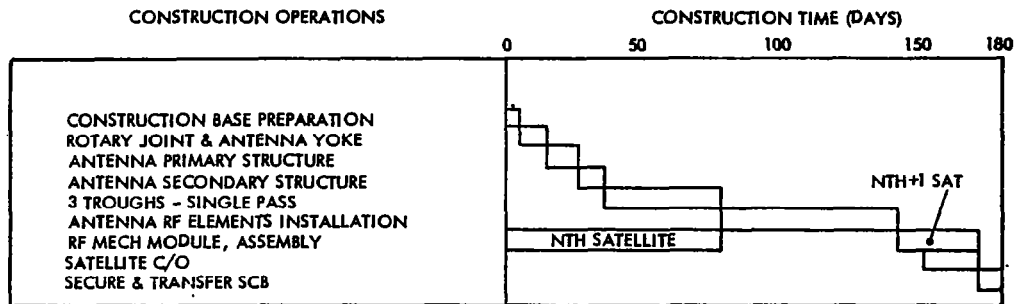 CONSTRUCTION OPERATIONS CONSTRUCTION TIME (DAYS)
0 50 100 150 180
CONSTRUCTION BASE PREPARATION
ROTARY JOINT & ANTENNA YOKE
ANTENNA PRIMARY STRUCTURE
ANTENNA SECONDARY STRUCTURE
3 TROUGHS - SINGLE PASS
ANTENNA RF ELEMENTS INSTALLATION
RF MECH MODULE, ASSEMBLY
SATELLITE C/O
SECURE & TRANSFER SCB
NTH+1 SAT
NTH SATELLITE